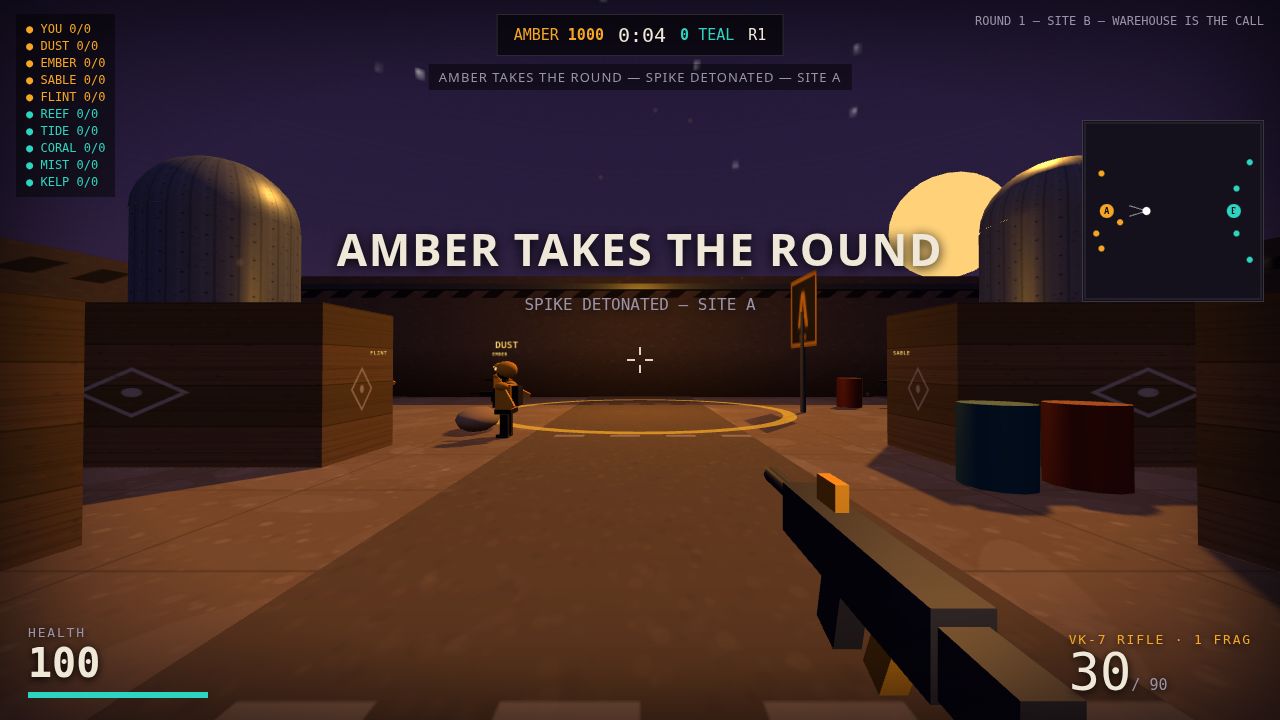 YOU 0/0
DUST 0/0
EMBER 0/0
SABLE 0/0
FLINT 0/0
REEF 0/0
TIDE 0/0
CORAL 0/0
MIST 0/0
KELP 0/0
AMBER 1000 0:04 0 TEAL R1
AMBER TAKES THE ROUND — SPIKE DETONATED — SITE A
ROUND 1 — SITE B — WAREHOUSE IS THE CALL
A
AMBER TAKES THE ROUND
SPIKE DETONATED — SITE A
A
DUST
EMBER
FLINT
SABLE
HEALTH
100
VK-7 RIFLE · 1 FRAG
30 / 90